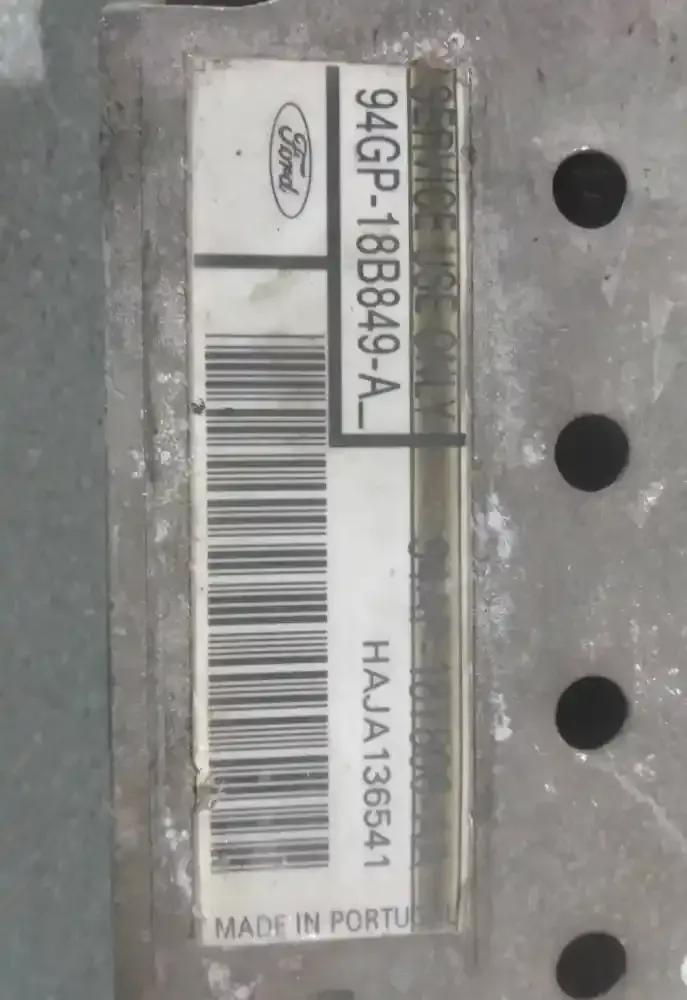 SERVICE USE ONLY
Ford
94GP-18B849-A_
HAJA136541
MADE IN PORTU